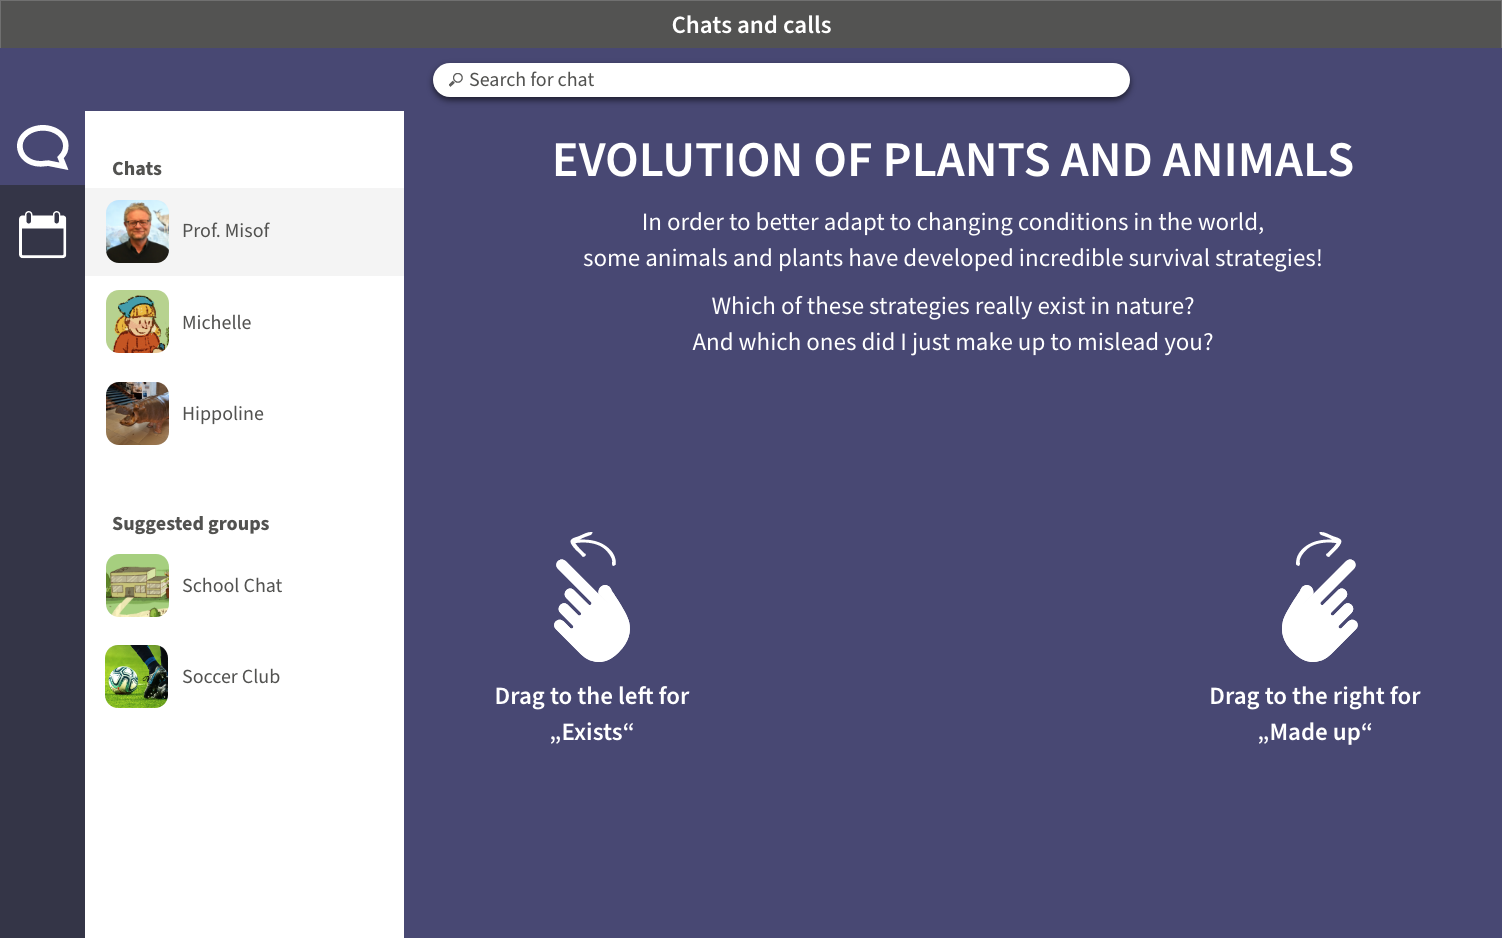 Chats and calls
Search for chat
Chats
Prof. Misof
Michelle
Hippoline
Suggested groups
School Chat
Soccer Club
EVOLUTION OF PLANTS AND ANIMALS
In order to better adapt to changing conditions in the world,
some animals and plants have developed incredible survival strategies!
Which of these strategies really exist in nature?
And which ones did I just make up to mislead you?
Drag to the left for
„Exists“
Drag to the right for
„Made up“